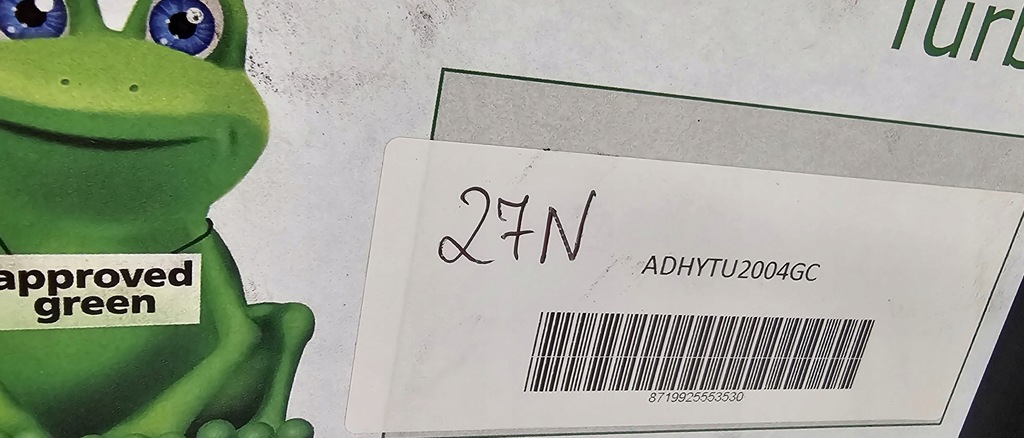 Turb
27N
ADHYTU2004GC
8719925553530
approved
green